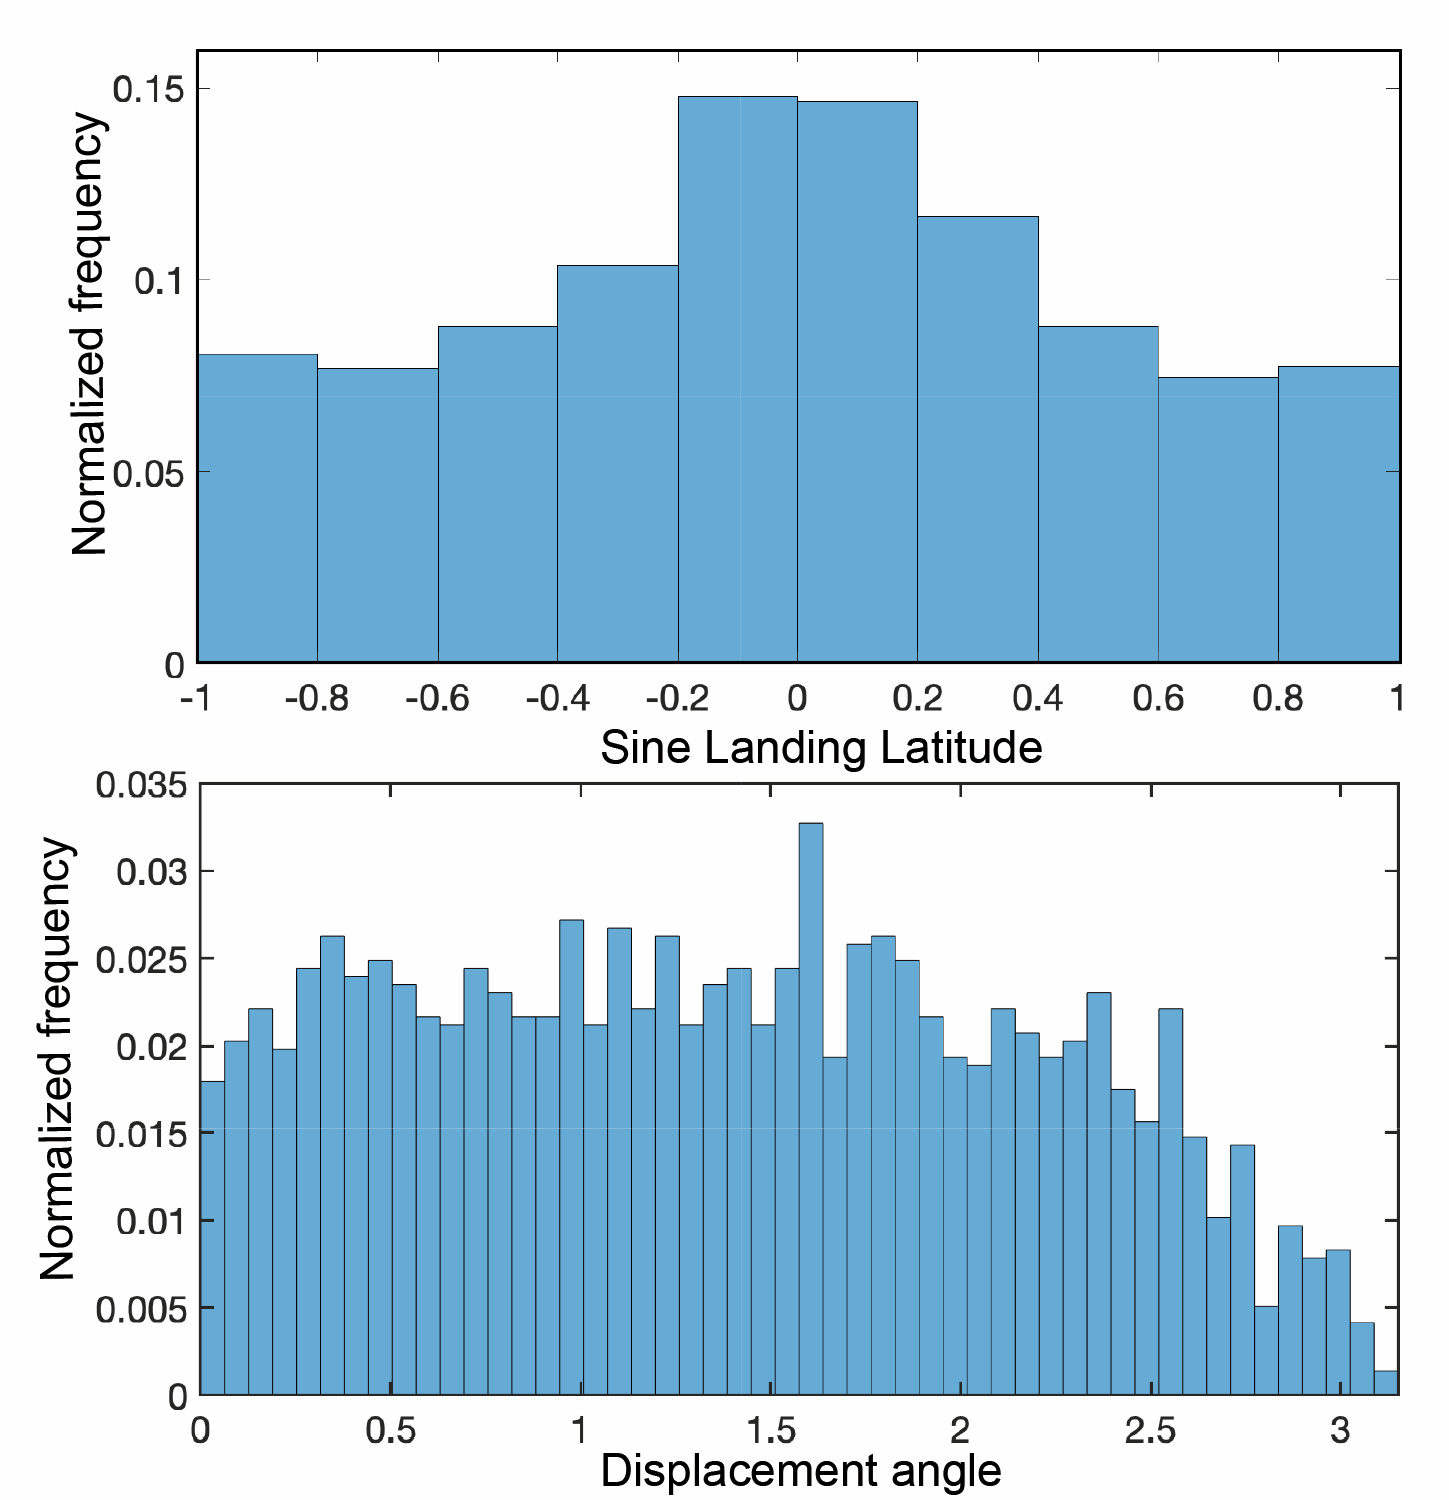 Normalized frequency
0.15
0.1
0.05
0
-1 -0.8 -0.6 -0.4 -0.2 0 0.2 0.4 0.6 0.8 1
Sine Landing Latitude
Normalized frequency
0.035
0.03
0.025
0.02
0.015
0.01
0.005
0
0 0.5 1 1.5 2 2.5 3
Displacement angle